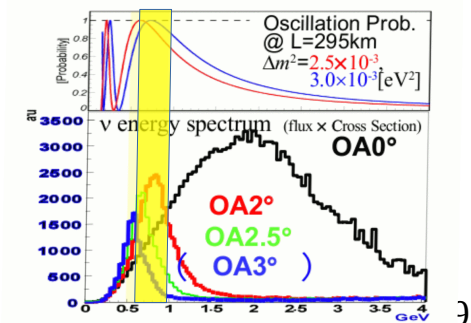 Oscillation Prob.
@ L=295km
Δm²=2.5×10⁻³
3.0×10⁻³[eV²]
[Probability]
1
0.8
0.6
0.4
0.2
0
ν energy spectrum (flux × Cross Section)
au
3500
3000
2500
2000
1500
1000
500
0
OA0°
OA2°
OA2.5°
( OA3° )
0 0.5 1 1.5 2 2.5 3 3.5 4
GeV
9